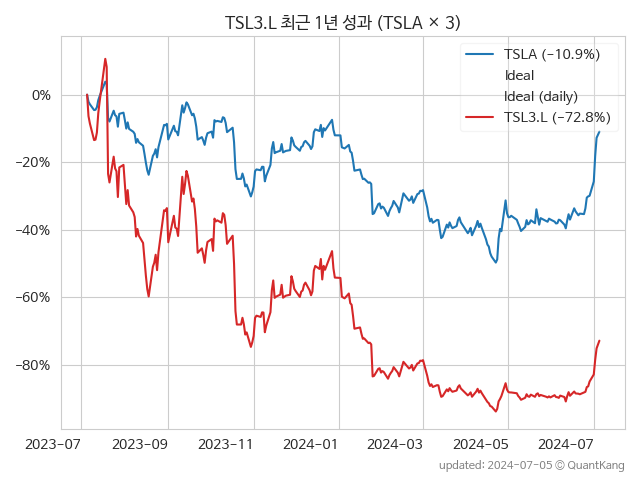 TSL3.L 최근 1년 성과 (TSLA × 3)
TSLA (−10.9%)
Ideal
Ideal (daily)
TSL3.L (−72.8%)
0%
−20%
−40%
−60%
−80%
2023-07
2023-09
2023-11
2024-01
2024-03
2024-05
2024-07
updated: 2024-07-05 © QuantKang